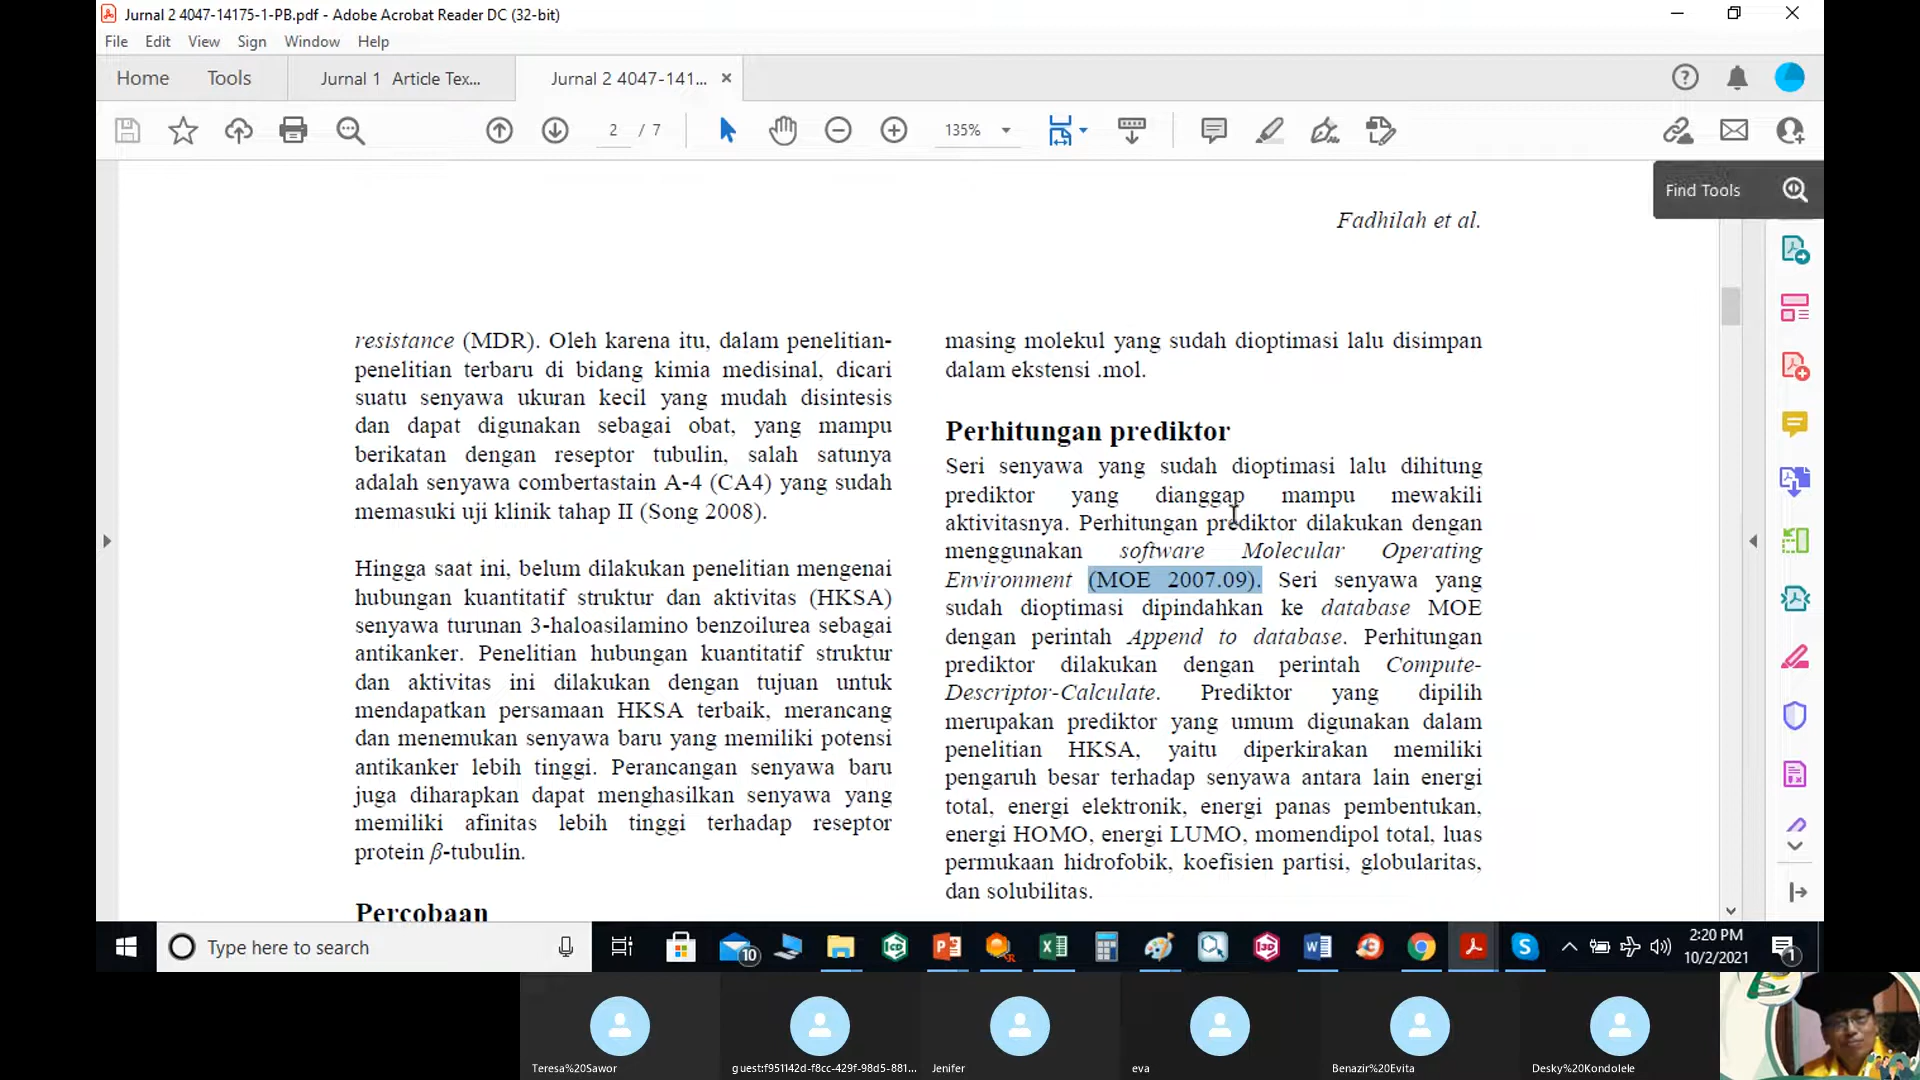 Jurnal 2 4047-14175-1-PB.pdf - Adobe Acrobat Reader DC (32-bit)
File Edit View Sign Window Help
Home Tools Jurnal 1 Article Tex... Jurnal 2 4047-141...
2 / 7 135%
Find Tools
Fadhilah et al.
resistance (MDR). Oleh karena itu, dalam penelitian-
penelitian terbaru di bidang kimia medisinal, dicari
suatu senyawa ukuran kecil yang mudah disintesis
dan dapat digunakan sebagai obat, yang mampu
berikatan dengan reseptor tubulin, salah satunya
adalah senyawa combertastain A-4 (CA4) yang sudah
memasuki uji klinik tahap II (Song 2008).
Hingga saat ini, belum dilakukan penelitian mengenai
hubungan kuantitatif struktur dan aktivitas (HKSA)
senyawa turunan 3-haloasilamino benzoilurea sebagai
antikanker. Penelitian hubungan kuantitatif struktur
dan aktivitas ini dilakukan dengan tujuan untuk
mendapatkan persamaan HKSA terbaik, merancang
dan menemukan senyawa baru yang memiliki potensi
antikanker lebih tinggi. Perancangan senyawa baru
juga diharapkan dapat menghasilkan senyawa yang
memiliki afinitas lebih tinggi terhadap reseptor
protein β-tubulin.
Percobaan
masing molekul yang sudah dioptimasi lalu disimpan
dalam ekstensi .mol.
Perhitungan prediktor
Seri senyawa yang sudah dioptimasi lalu dihitung
prediktor yang dianggap mampu mewakili
aktivitasnya. Perhitungan prediktor dilakukan dengan
menggunakan software Molecular Operating
Environment (MOE 2007.09). Seri senyawa yang
sudah dioptimasi dipindahkan ke database MOE
dengan perintah Append to database. Perhitungan
prediktor dilakukan dengan perintah Compute-
Descriptor-Calculate. Prediktor yang dipilih
merupakan prediktor yang umum digunakan dalam
penelitian HKSA, yaitu diperkirakan memiliki
pengaruh besar terhadap senyawa antara lain energi
total, energi elektronik, energi panas pembentukan,
energi HOMO, energi LUMO, momendipol total, luas
permukaan hidrofobik, koefisien partisi, globularitas,
dan solubilitas.
Type here to search
10
2:20 PM
10/2/2021
1
Teresa%20Sawor
guest:f951142d-f8cc-429f-98d5-881...
Jenifer
eva
Benazir%20Evita
Desky%20Kondolele